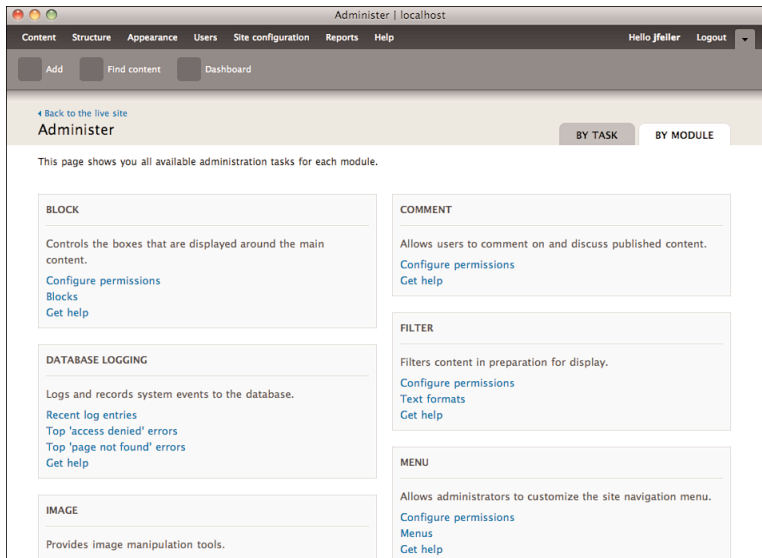 Administer | localhost
Content Structure Appearance Users Site configuration Reports Help Hello jfeiler Logout
Add Find content Dashboard
Back to the live site
Administer
BY TASK BY MODULE
This page shows you all available administration tasks for each module.
BLOCK
Controls the boxes that are displayed around the main
content.
Configure permissions
Blocks
Get help
DATABASE LOGGING
Logs and records system events to the database.
Recent log entries
Top 'access denied' errors
Top 'page not found' errors
Get help
IMAGE
Provides image manipulation tools.
COMMENT
Allows users to comment on and discuss published content.
Configure permissions
Get help
FILTER
Filters content in preparation for display.
Configure permissions
Text formats
Get help
MENU
Allows administrators to customize the site navigation menu.
Configure permissions
Menus
Get help